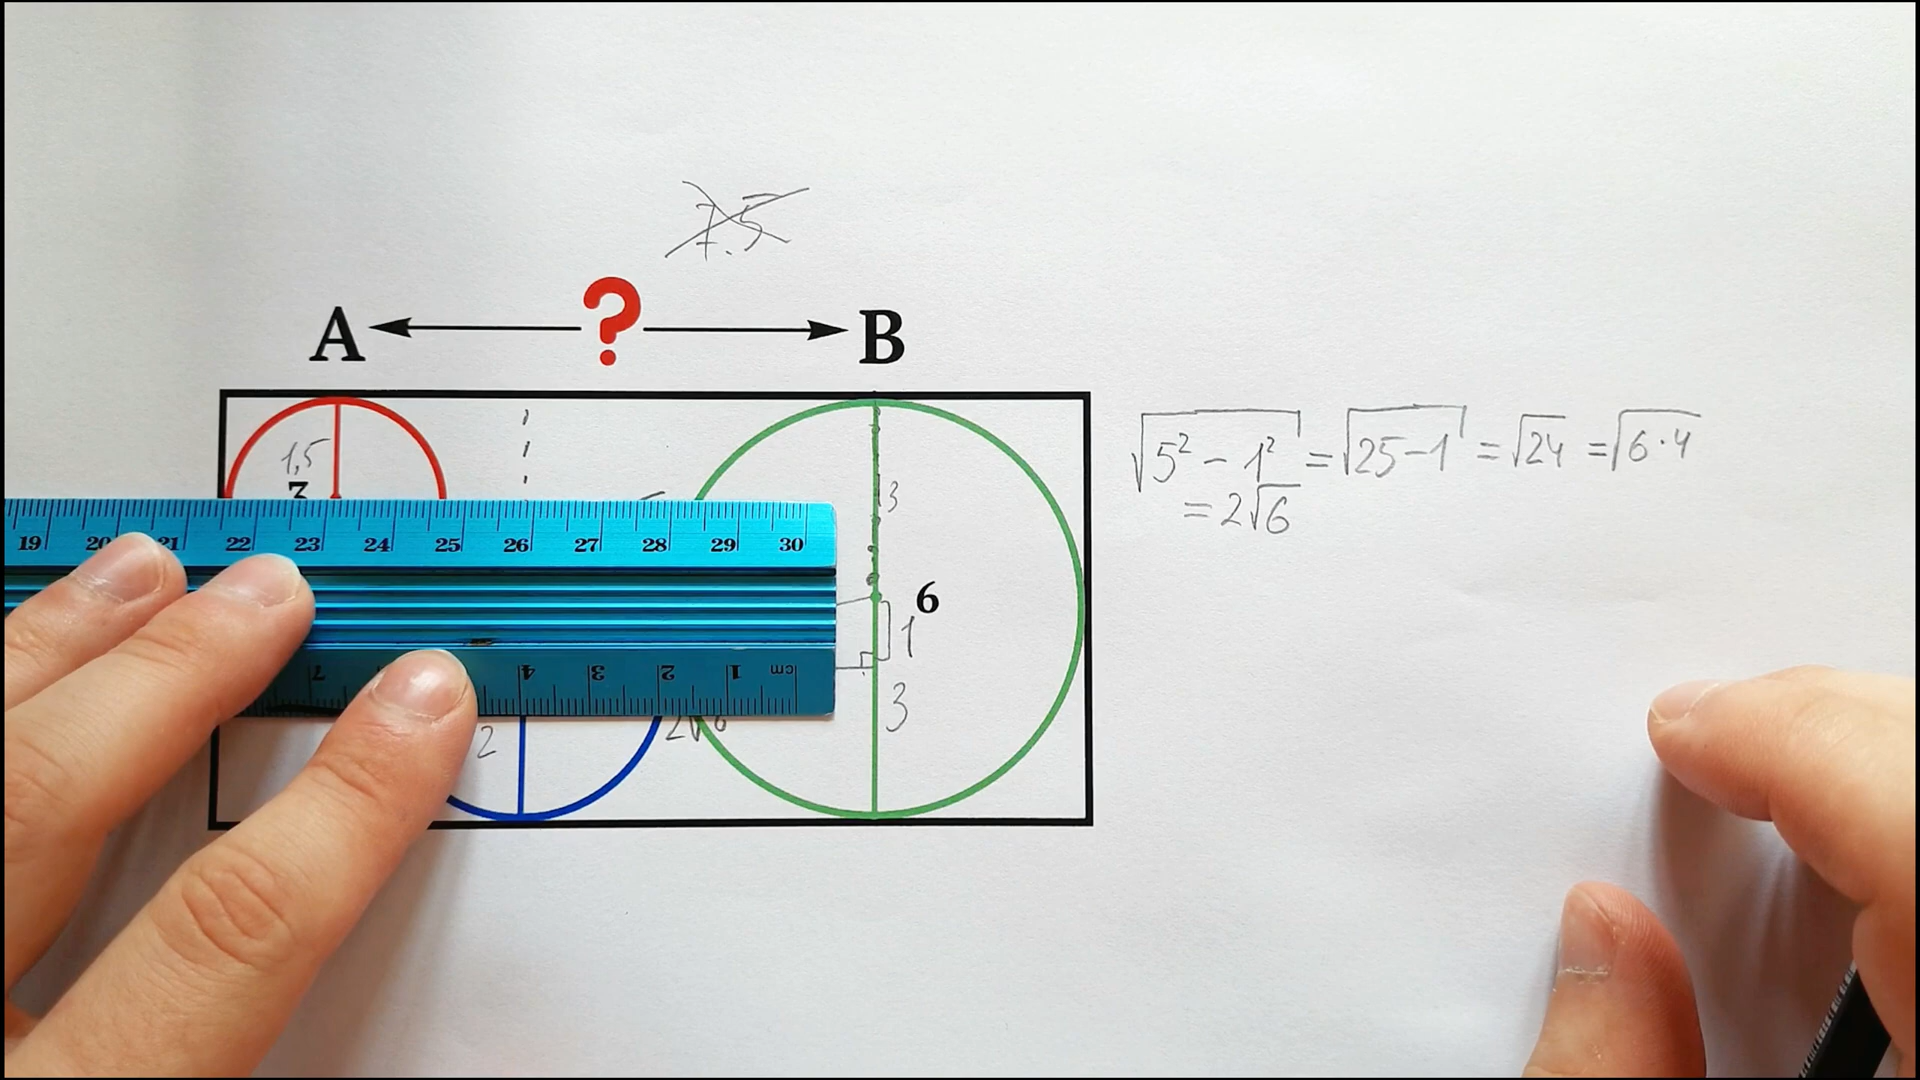 7.5
A ? B
1,5
3
√5² - 1² = √25-1 = √24 = √6·4
= 2√6
3
19 20 21 22 23 24 25 26 27 28 29 30
6
1
7 4 3 2 1 cm
3
2√6
2